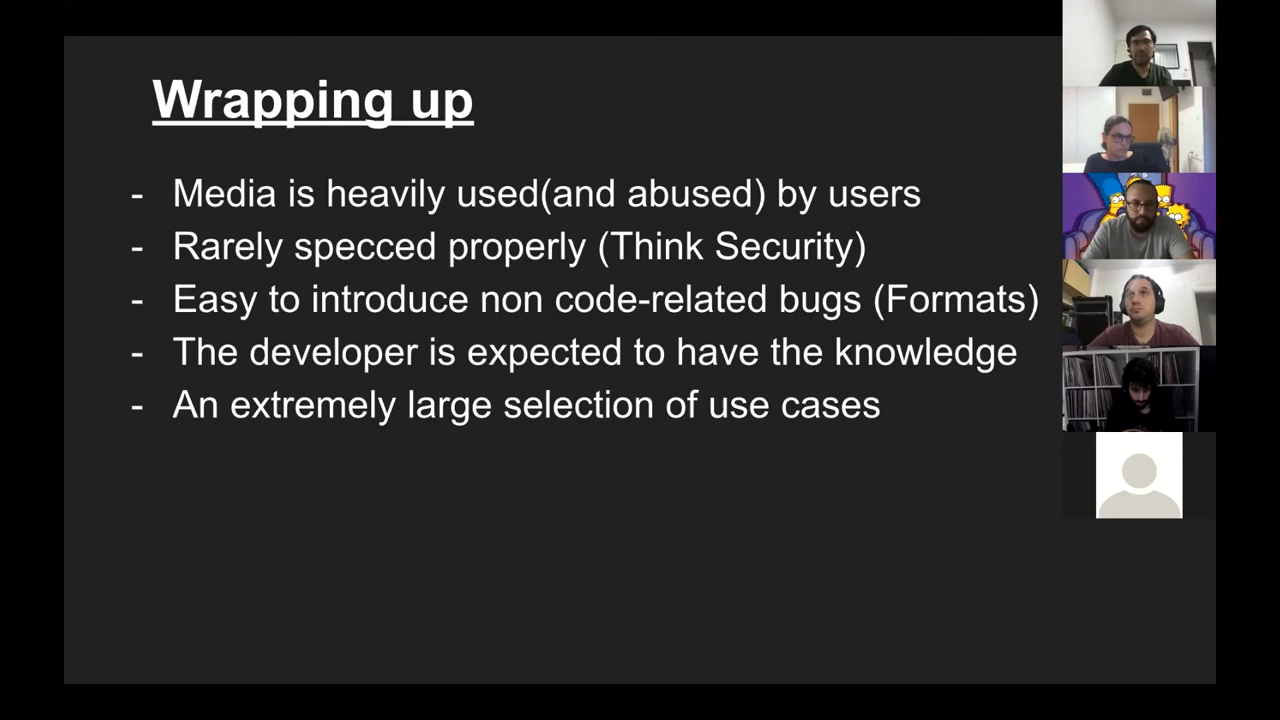 Wrapping up
- Media is heavily used(and abused) by users
- Rarely specced properly (Think Security)
- Easy to introduce non code-related bugs (Formats)
- The developer is expected to have the knowledge
- An extremely large selection of use cases